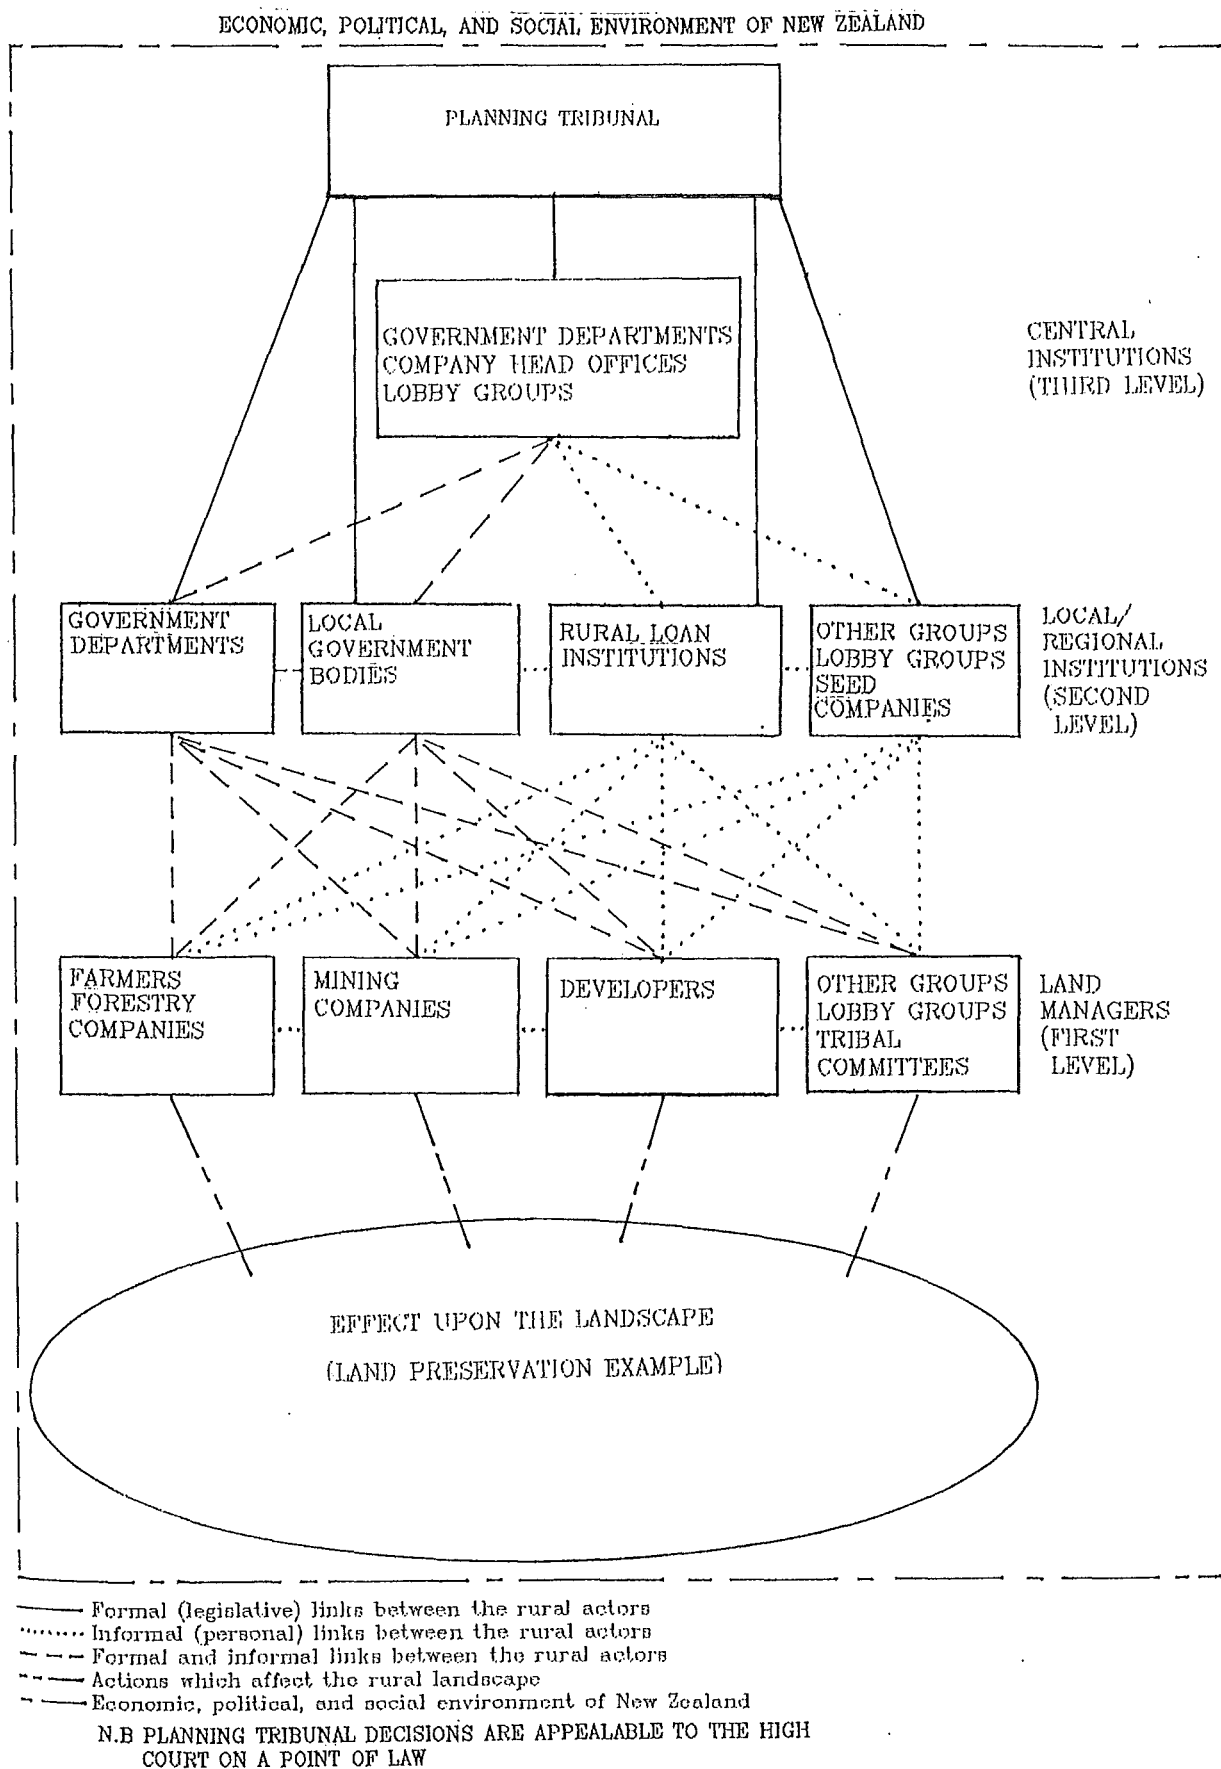 ECONOMIC, POLITICAL, AND SOCIAL ENVIRONMENT OF NEW ZEALAND
PLANNING TRIBUNAL
GOVERNMENT DEPARTMENTS
COMPANY HEAD OFFICES
LOBBY GROUPS
CENTRAL
INSTITUTIONS
(THIRD LEVEL)
GOVERNMENT
DEPARTMENTS
LOCAL
GOVERNMENT
BODIES
RURAL LOAN
INSTITUTIONS
OTHER GROUPS
LOBBY GROUPS
SEED
COMPANIES
LOCAL/
REGIONAL
INSTITUTIONS
(SECOND
LEVEL)
FARMERS
FORESTRY
COMPANIES
MINING
COMPANIES
DEVELOPERS
OTHER GROUPS
LOBBY GROUPS
TRIBAL
COMMITTEES
LAND
MANAGERS
(FIRST
LEVEL)
EFFECT UPON THE LANDSCAPE
(LAND PRESERVATION EXAMPLE)
Formal (legislative) links between the rural actors
Informal (personal) links between the rural actors
Formal and informal links between the rural actors
Actions which affect the rural landscape
Economic, political, and social environment of New Zealand
N.B PLANNING TRIBUNAL DECISIONS ARE APPEALABLE TO THE HIGH
COURT ON A POINT OF LAW